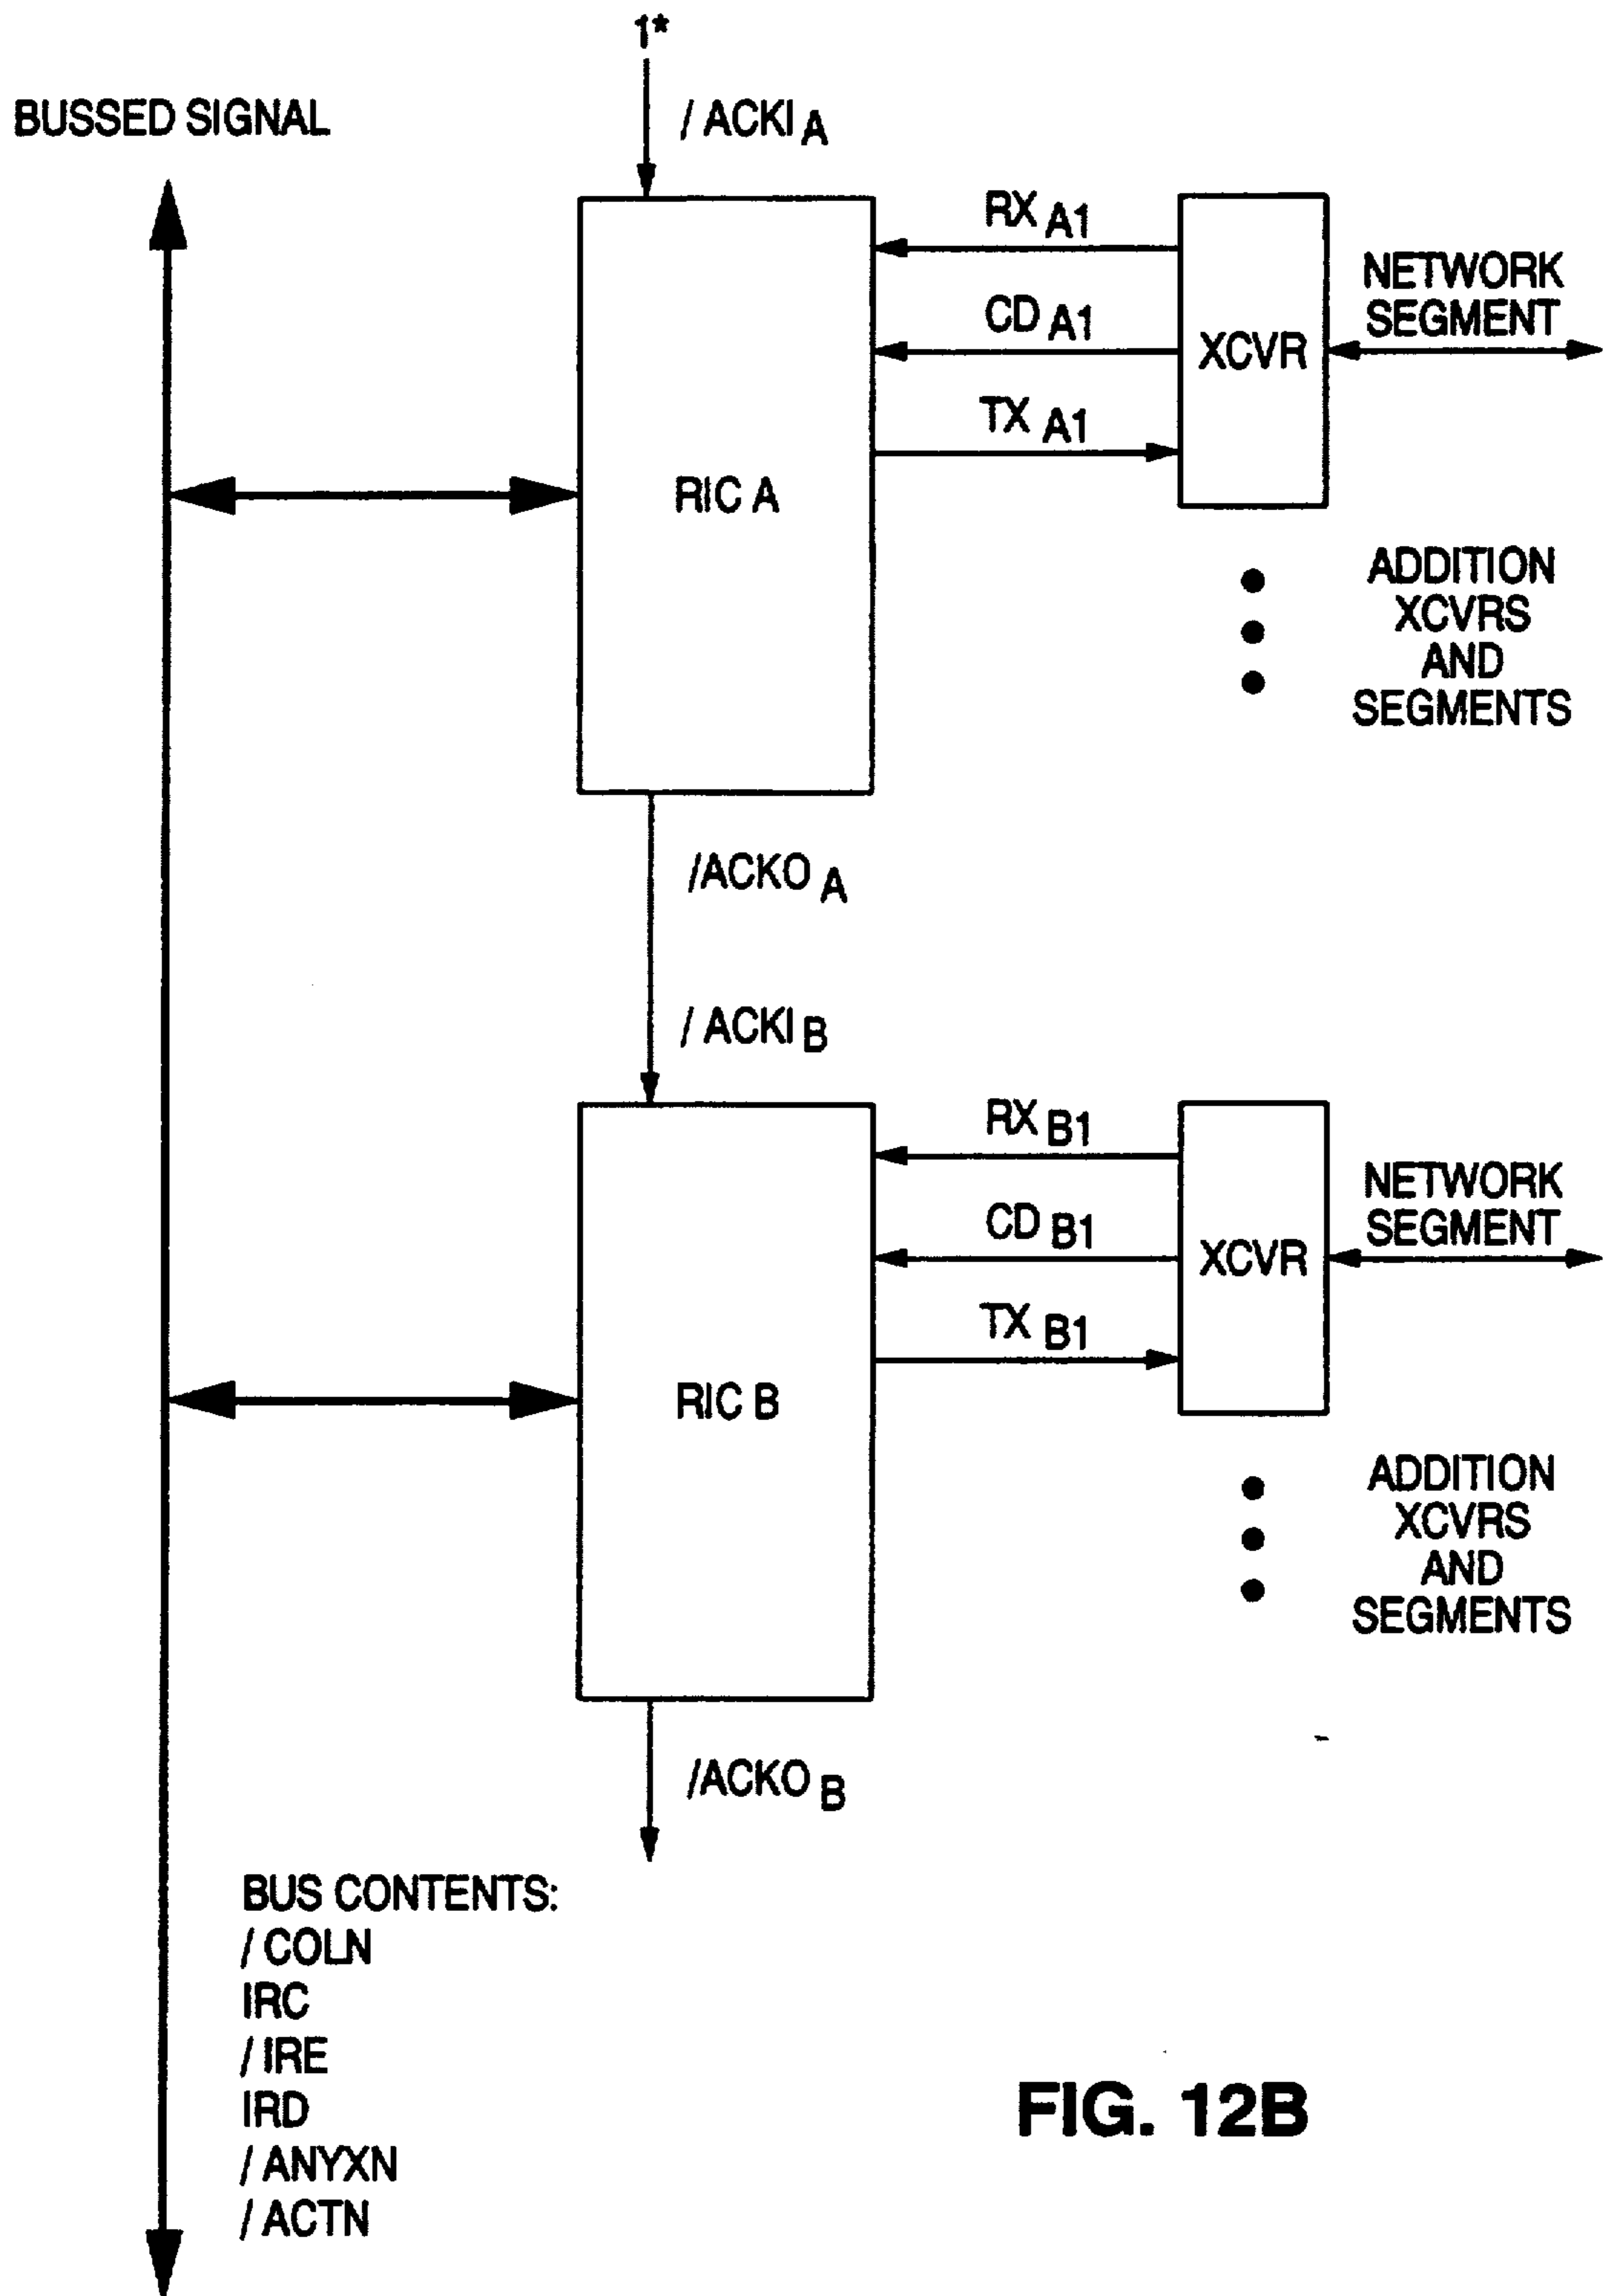 1*
/ ACKI A
BUSSED SIGNAL
RX A1
CD A1
TX A1
XCVR
NETWORK
SEGMENT
RIC A
ADDITION
XCVRS
AND
SEGMENTS
/ACKO A
/ ACKI B
RX B1
CD B1
TX B1
XCVR
NETWORK
SEGMENT
RIC B
ADDITION
XCVRS
AND
SEGMENTS
/ACKO B
BUS CONTENTS:
/ COLN
IRC
/ IRE
IRD
/ ANYXN
/ ACTN
FIG. 12B